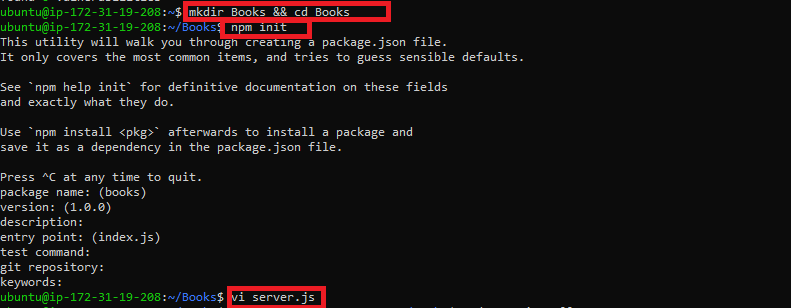 ubuntu@ip-172-31-19-208:~$ mkdir Books && cd Books
ubuntu@ip-172-31-19-208:~/Books$ npm init
This utility will walk you through creating a package.json file.
It only covers the most common items, and tries to guess sensible defaults.
See `npm help init` for definitive documentation on these fields
and exactly what they do.
Use `npm install <pkg>` afterwards to install a package and
save it as a dependency in the package.json file.
Press ^C at any time to quit.
package name: (books)
version: (1.0.0)
description:
entry point: (index.js)
test command:
git repository:
keywords:
ubuntu@ip-172-31-19-208:~/Books$ vi server.js